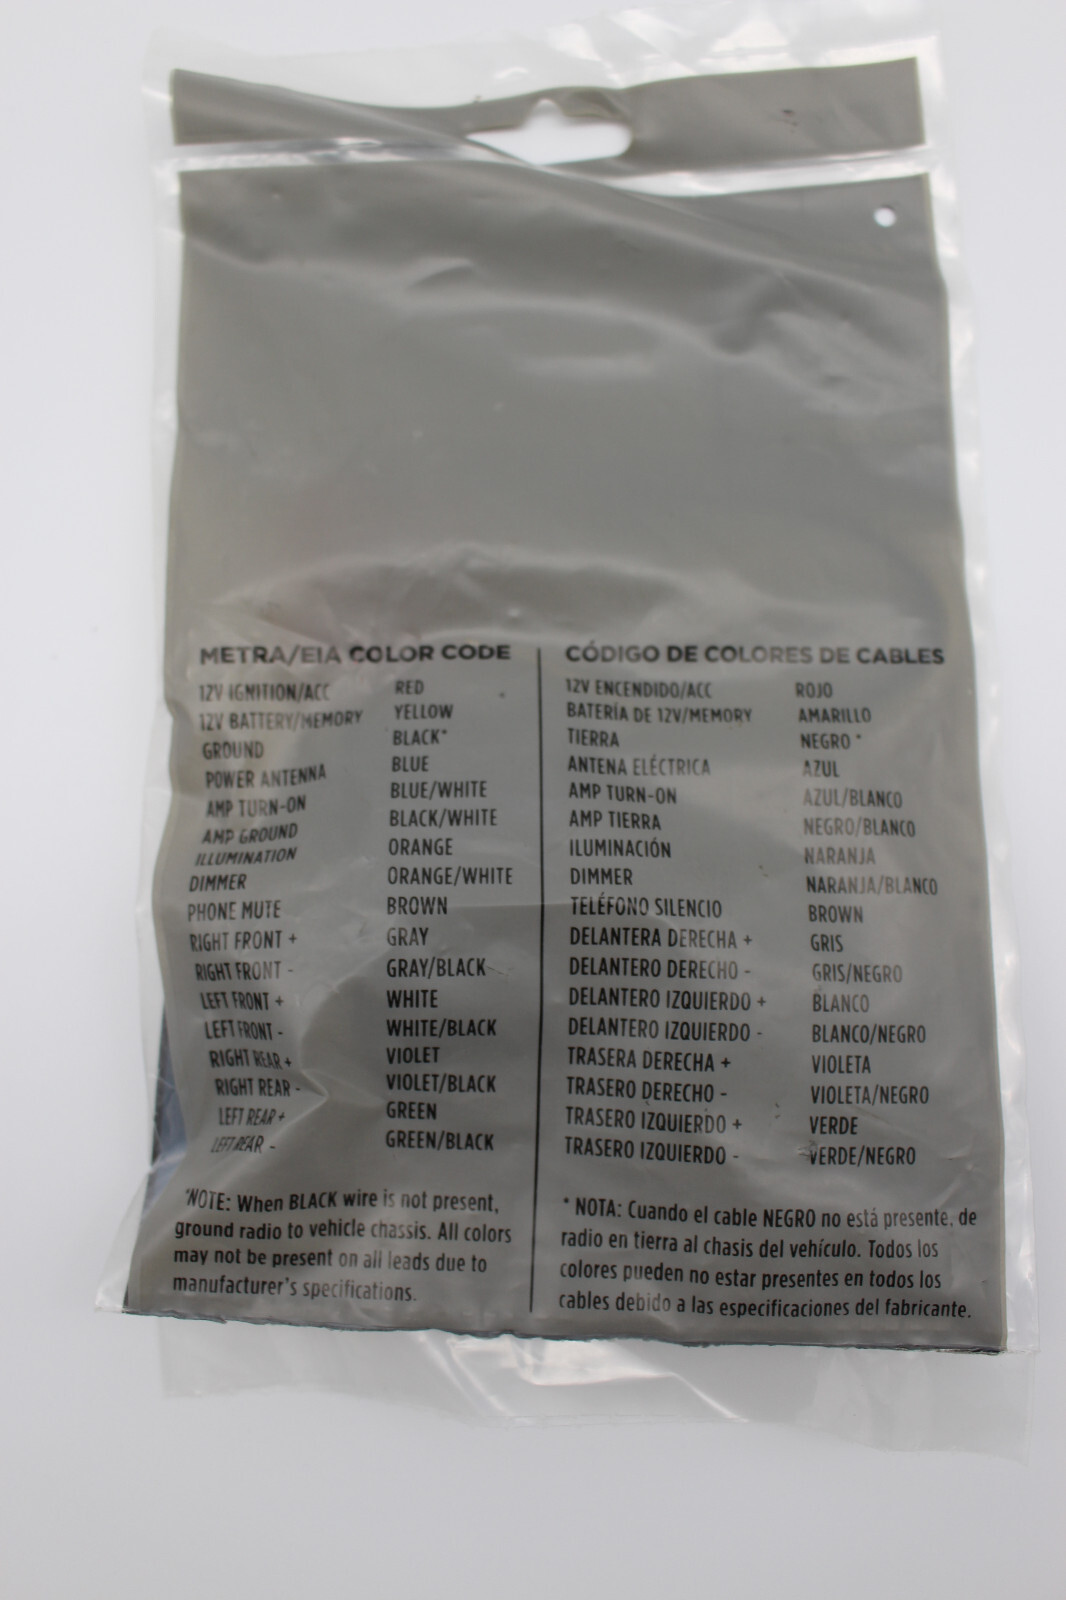 METRA/EIA COLOR CODE
12V IGNITION/ACC RED
12V BATTERY/MEMORY YELLOW
GROUND BLACK*
POWER ANTENNA BLUE
AMP TURN-ON BLUE/WHITE
AMP GROUND BLACK/WHITE
ILLUMINATION ORANGE
DIMMER ORANGE/WHITE
PHONE MUTE BROWN
RIGHT FRONT + GRAY
RIGHT FRONT - GRAY/BLACK
LEFT FRONT + WHITE
LEFT FRONT - WHITE/BLACK
RIGHT REAR + VIOLET
RIGHT REAR - VIOLET/BLACK
LEFT REAR + GREEN
LEFT REAR - GREEN/BLACK
*NOTE: When BLACK wire is not present,
ground radio to vehicle chassis. All colors
may not be present on all leads due to
manufacturer's specifications.
CÓDIGO DE COLORES DE CABLES
12V ENCENDIDO/ACC ROJO
BATERÍA DE 12V/MEMORY AMARILLO
TIERRA NEGRO *
ANTENA ELÉCTRICA AZUL
AMP TURN-ON AZUL/BLANCO
AMP TIERRA NEGRO/BLANCO
ILUMINACIÓN NARANJA
DIMMER NARANJA/BLANCO
TELÉFONO SILENCIO BROWN
DELANTERA DERECHA + GRIS
DELANTERO DERECHO - GRIS/NEGRO
DELANTERO IZQUIERDO + BLANCO
DELANTERO IZQUIERDO - BLANCO/NEGRO
TRASERA DERECHA + VIOLETA
TRASERO DERECHO - VIOLETA/NEGRO
TRASERO IZQUIERDO + VERDE
TRASERO IZQUIERDO - VERDE/NEGRO
* NOTA: Cuando el cable NEGRO no está presente, de
radio en tierra al chasis del vehículo. Todos los
colores pueden no estar presentes en todos los
cables debido a las especificaciones del fabricante.